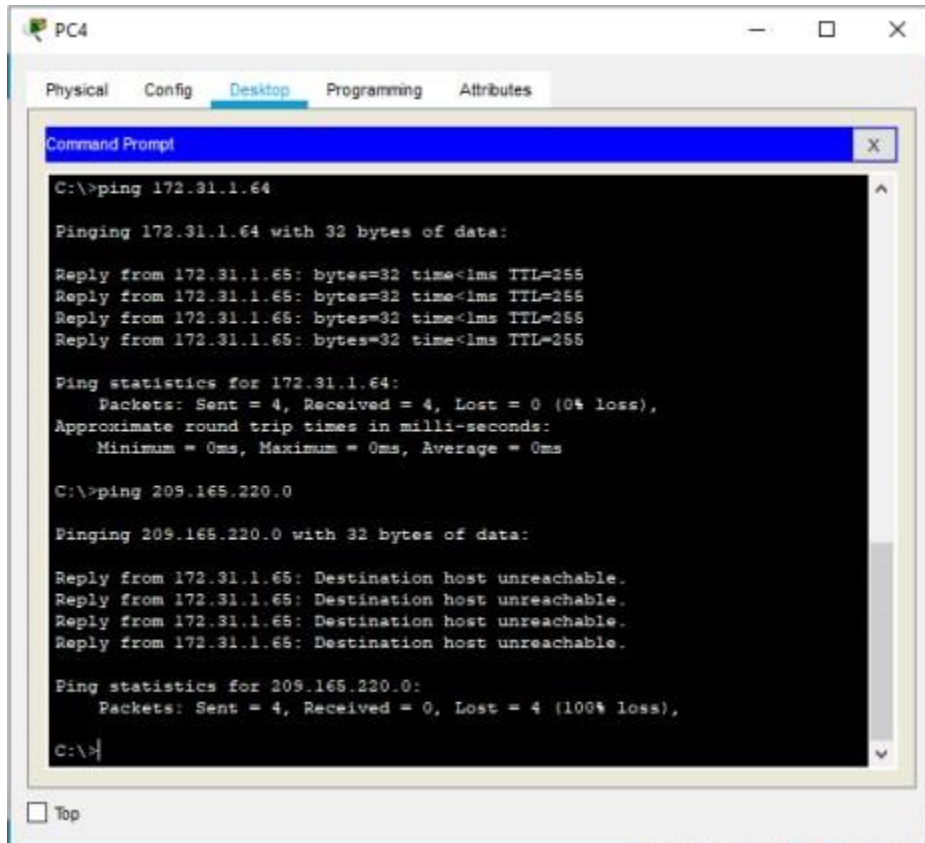 PC4
Physical Config Desktop Programming Attributes
Command Prompt X
C:\>ping 172.31.1.64
Pinging 172.31.1.64 with 32 bytes of data:
Reply from 172.31.1.65: bytes=32 time<1ms TTL=255
Reply from 172.31.1.65: bytes=32 time<1ms TTL=255
Reply from 172.31.1.65: bytes=32 time<1ms TTL=255
Reply from 172.31.1.65: bytes=32 time<1ms TTL=255
Ping statistics for 172.31.1.64:
Packets: Sent = 4, Received = 4, Lost = 0 (0% loss),
Approximate round trip times in milli-seconds:
Minimum = 0ms, Maximum = 0ms, Average = 0ms
C:\>ping 209.165.220.0
Pinging 209.165.220.0 with 32 bytes of data:
Reply from 172.31.1.65: Destination host unreachable.
Reply from 172.31.1.65: Destination host unreachable.
Reply from 172.31.1.65: Destination host unreachable.
Reply from 172.31.1.65: Destination host unreachable.
Ping statistics for 209.165.220.0:
Packets: Sent = 4, Received = 0, Lost = 4 (100% loss),
C:\>
Top